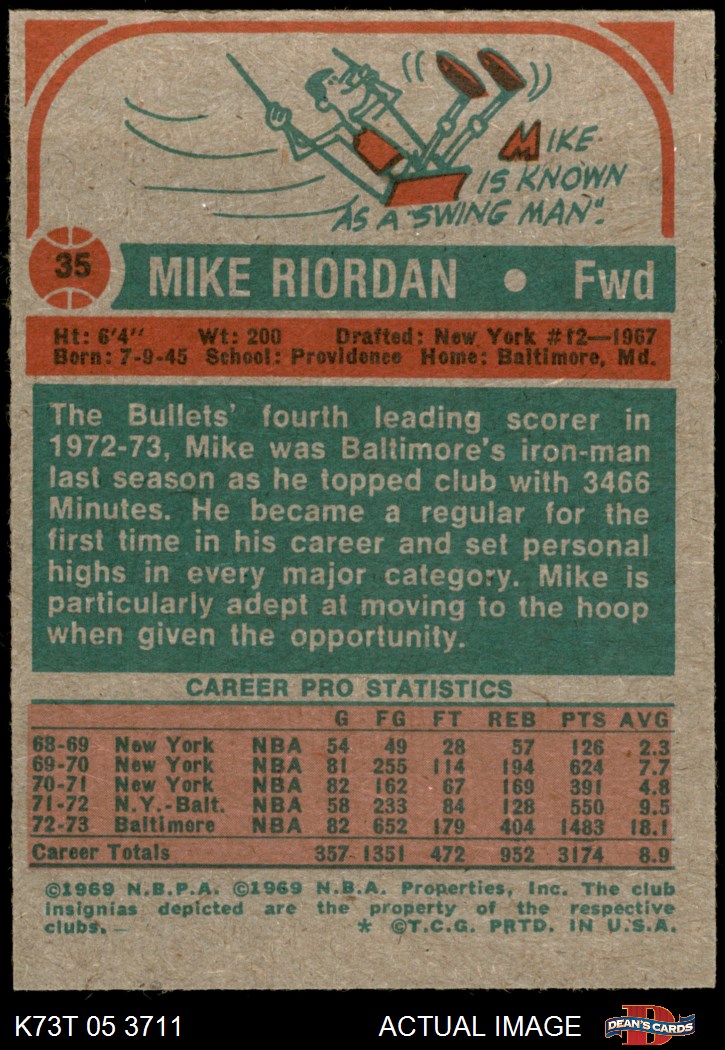 MIKE
IS KNOWN
AS A "SWING MAN".
35
MIKE RIORDAN • Fwd
Ht: 6'4" Wt: 200 Drafted: New York #12—1967
Born: 7-9-45 School: Providence Home: Baltimore, Md.
The Bullets' fourth leading scorer in
1972-73, Mike was Baltimore's iron-man
last season as he topped club with 3466
Minutes. He became a regular for the
first time in his career and set personal
highs in every major category. Mike is
particularly adept at moving to the hoop
when given the opportunity.
CAREER PRO STATISTICS
G FG FT REB PTS AVG
68-69 New York NBA 54 49 28 57 126 2.3
69-70 New York NBA 81 255 114 194 624 7.7
70-71 New York NBA 82 162 67 169 391 4.8
71-72 N.Y.-Balt. NBA 58 233 84 128 550 9.5
72-73 Baltimore NBA 82 652 179 404 1483 18.1
Career Totals 357 1351 472 952 3174 8.9
©1969 N.B.P.A. ©1969 N.B.A. Properties, Inc. The club
insignias depicted are the property of the respective
clubs. * ©T.C.G. PRTD. IN U.S.A.
K73T 05 3711 ACTUAL IMAGE D DEAN'S CARDS